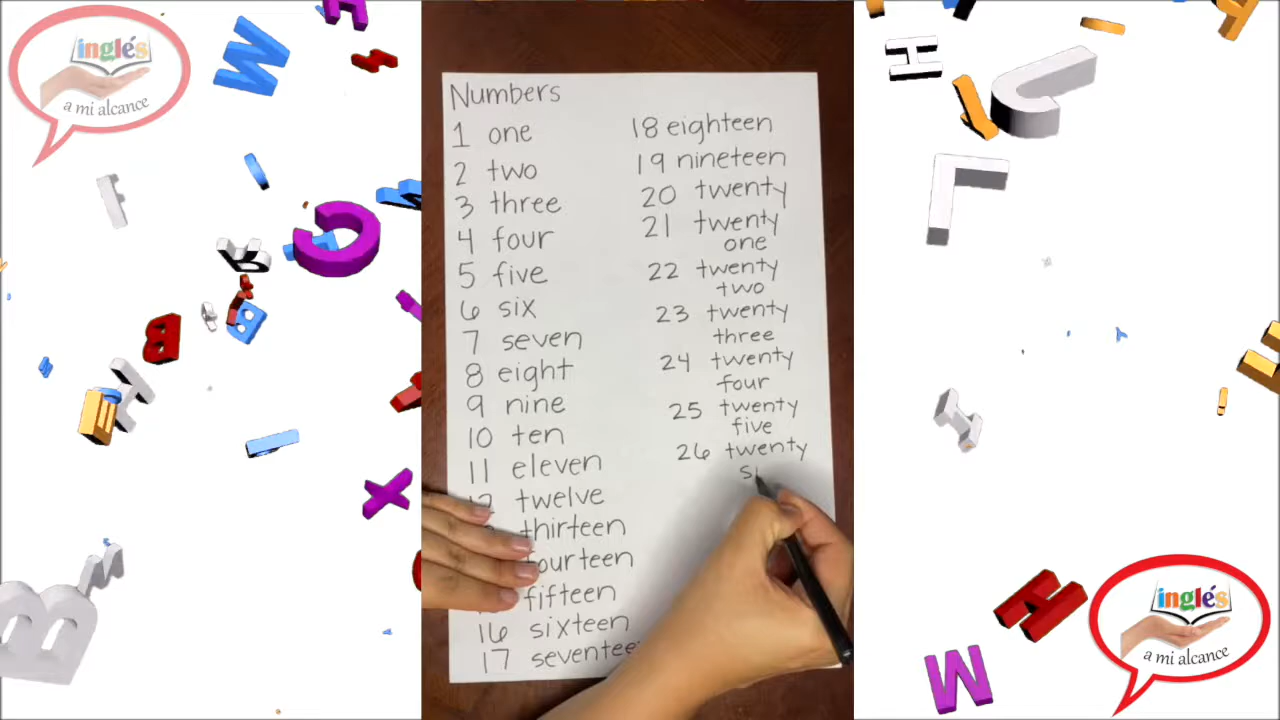 inglés
a mi alcance
Numbers
1 one
2 two
3 three
4 four
5 five
6 six
7 seven
8 eight
9 nine
10 ten
11 eleven
twelve
thirteen
fourteen
fifteen
16 sixteen
17 seventee
18 eighteen
19 nineteen
20 twenty
21 twenty
one
22 twenty
two
23 twenty
three
24 twenty
four
25 twenty
five
26 twenty
si
inglés
a mi alcance